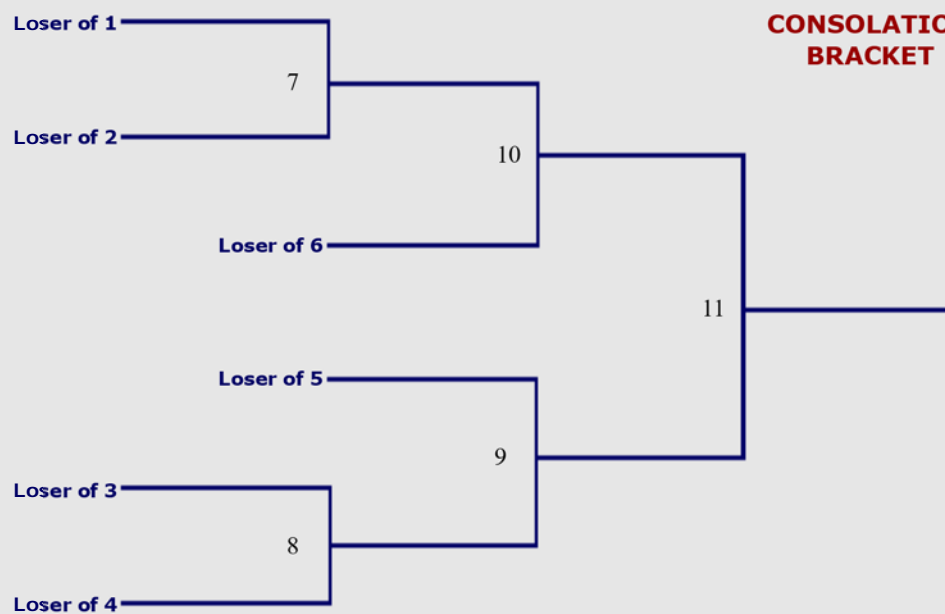 Loser of 1
CONSOLATIO
BRACKET
7
Loser of 2
10
Loser of 6
11
Loser of 5
9
Loser of 3
8
Loser of 4